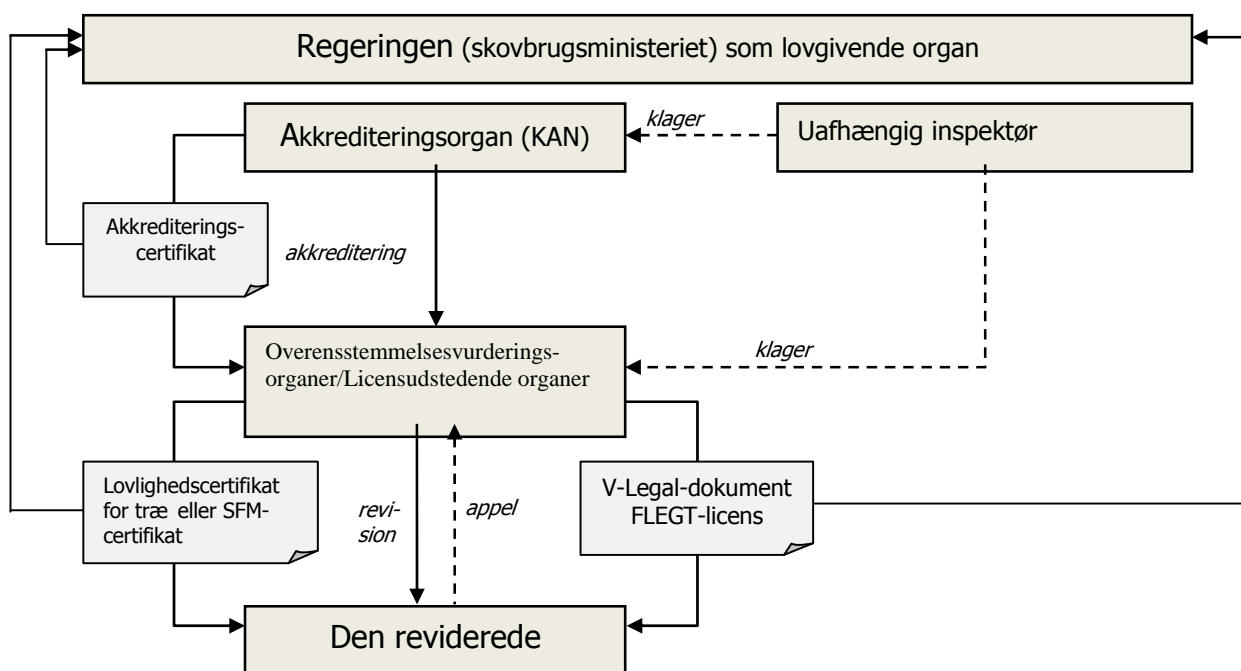 Regeringen (skovbrugsministeriet) som lovgivende organ
Akkrediteringsorgan (KAN)
klager
Uafhængig inspektør
Akkrediterings-
certifikat
akkreditering
Overensstemmelsesvurderings-
organer/Licensudstedende organer
klager
Lovlighedscertifikat
for træ eller SFM-
certifikat
revi-
sion
appel
V-Legal-dokument
FLEGT-licens
Den reviderede